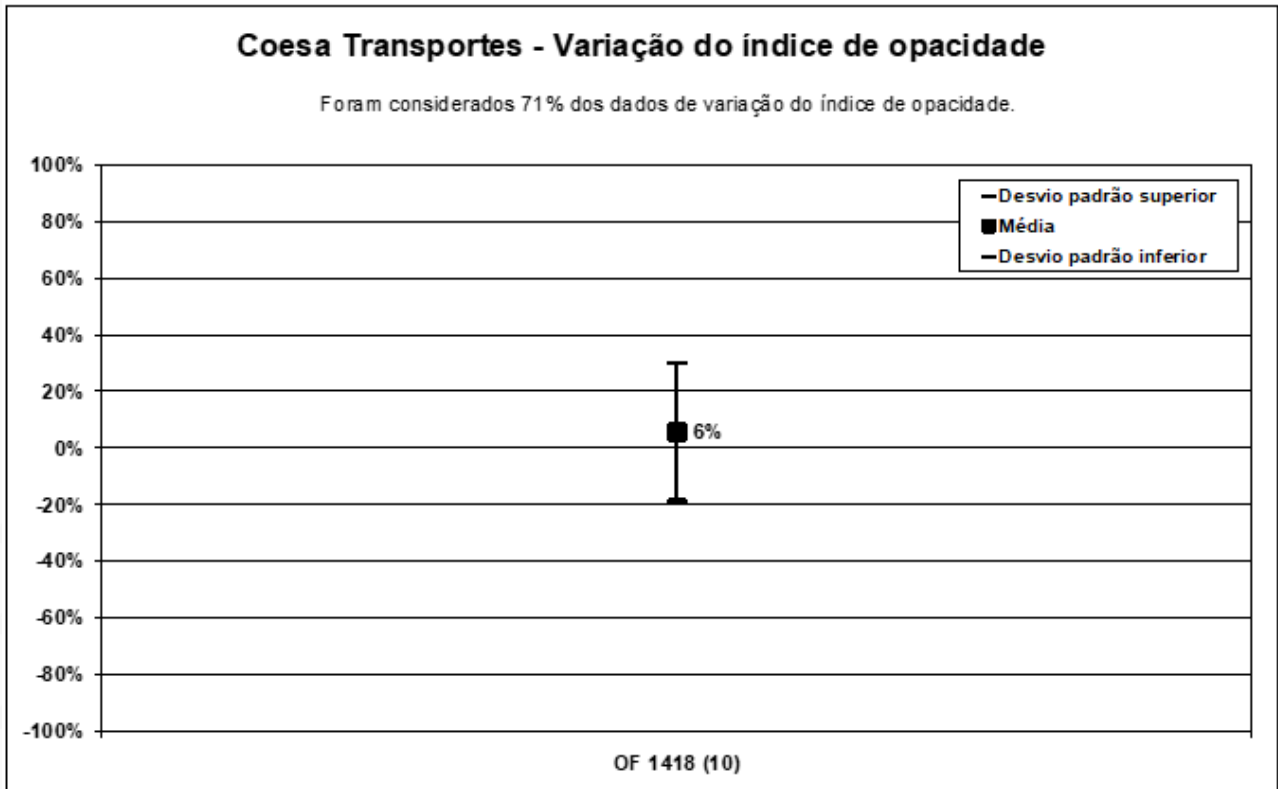 Coesa Transportes - Variação do índice de opacidade
Foram considerados 71% dos dados de variação do índice de opacidade.
100%
80%
60%
40%
20%
0%
-20%
-40%
-60%
-80%
-100%
Desvio padrão superior
Média
Desvio padrão inferior
6%
OF 1418 (10)